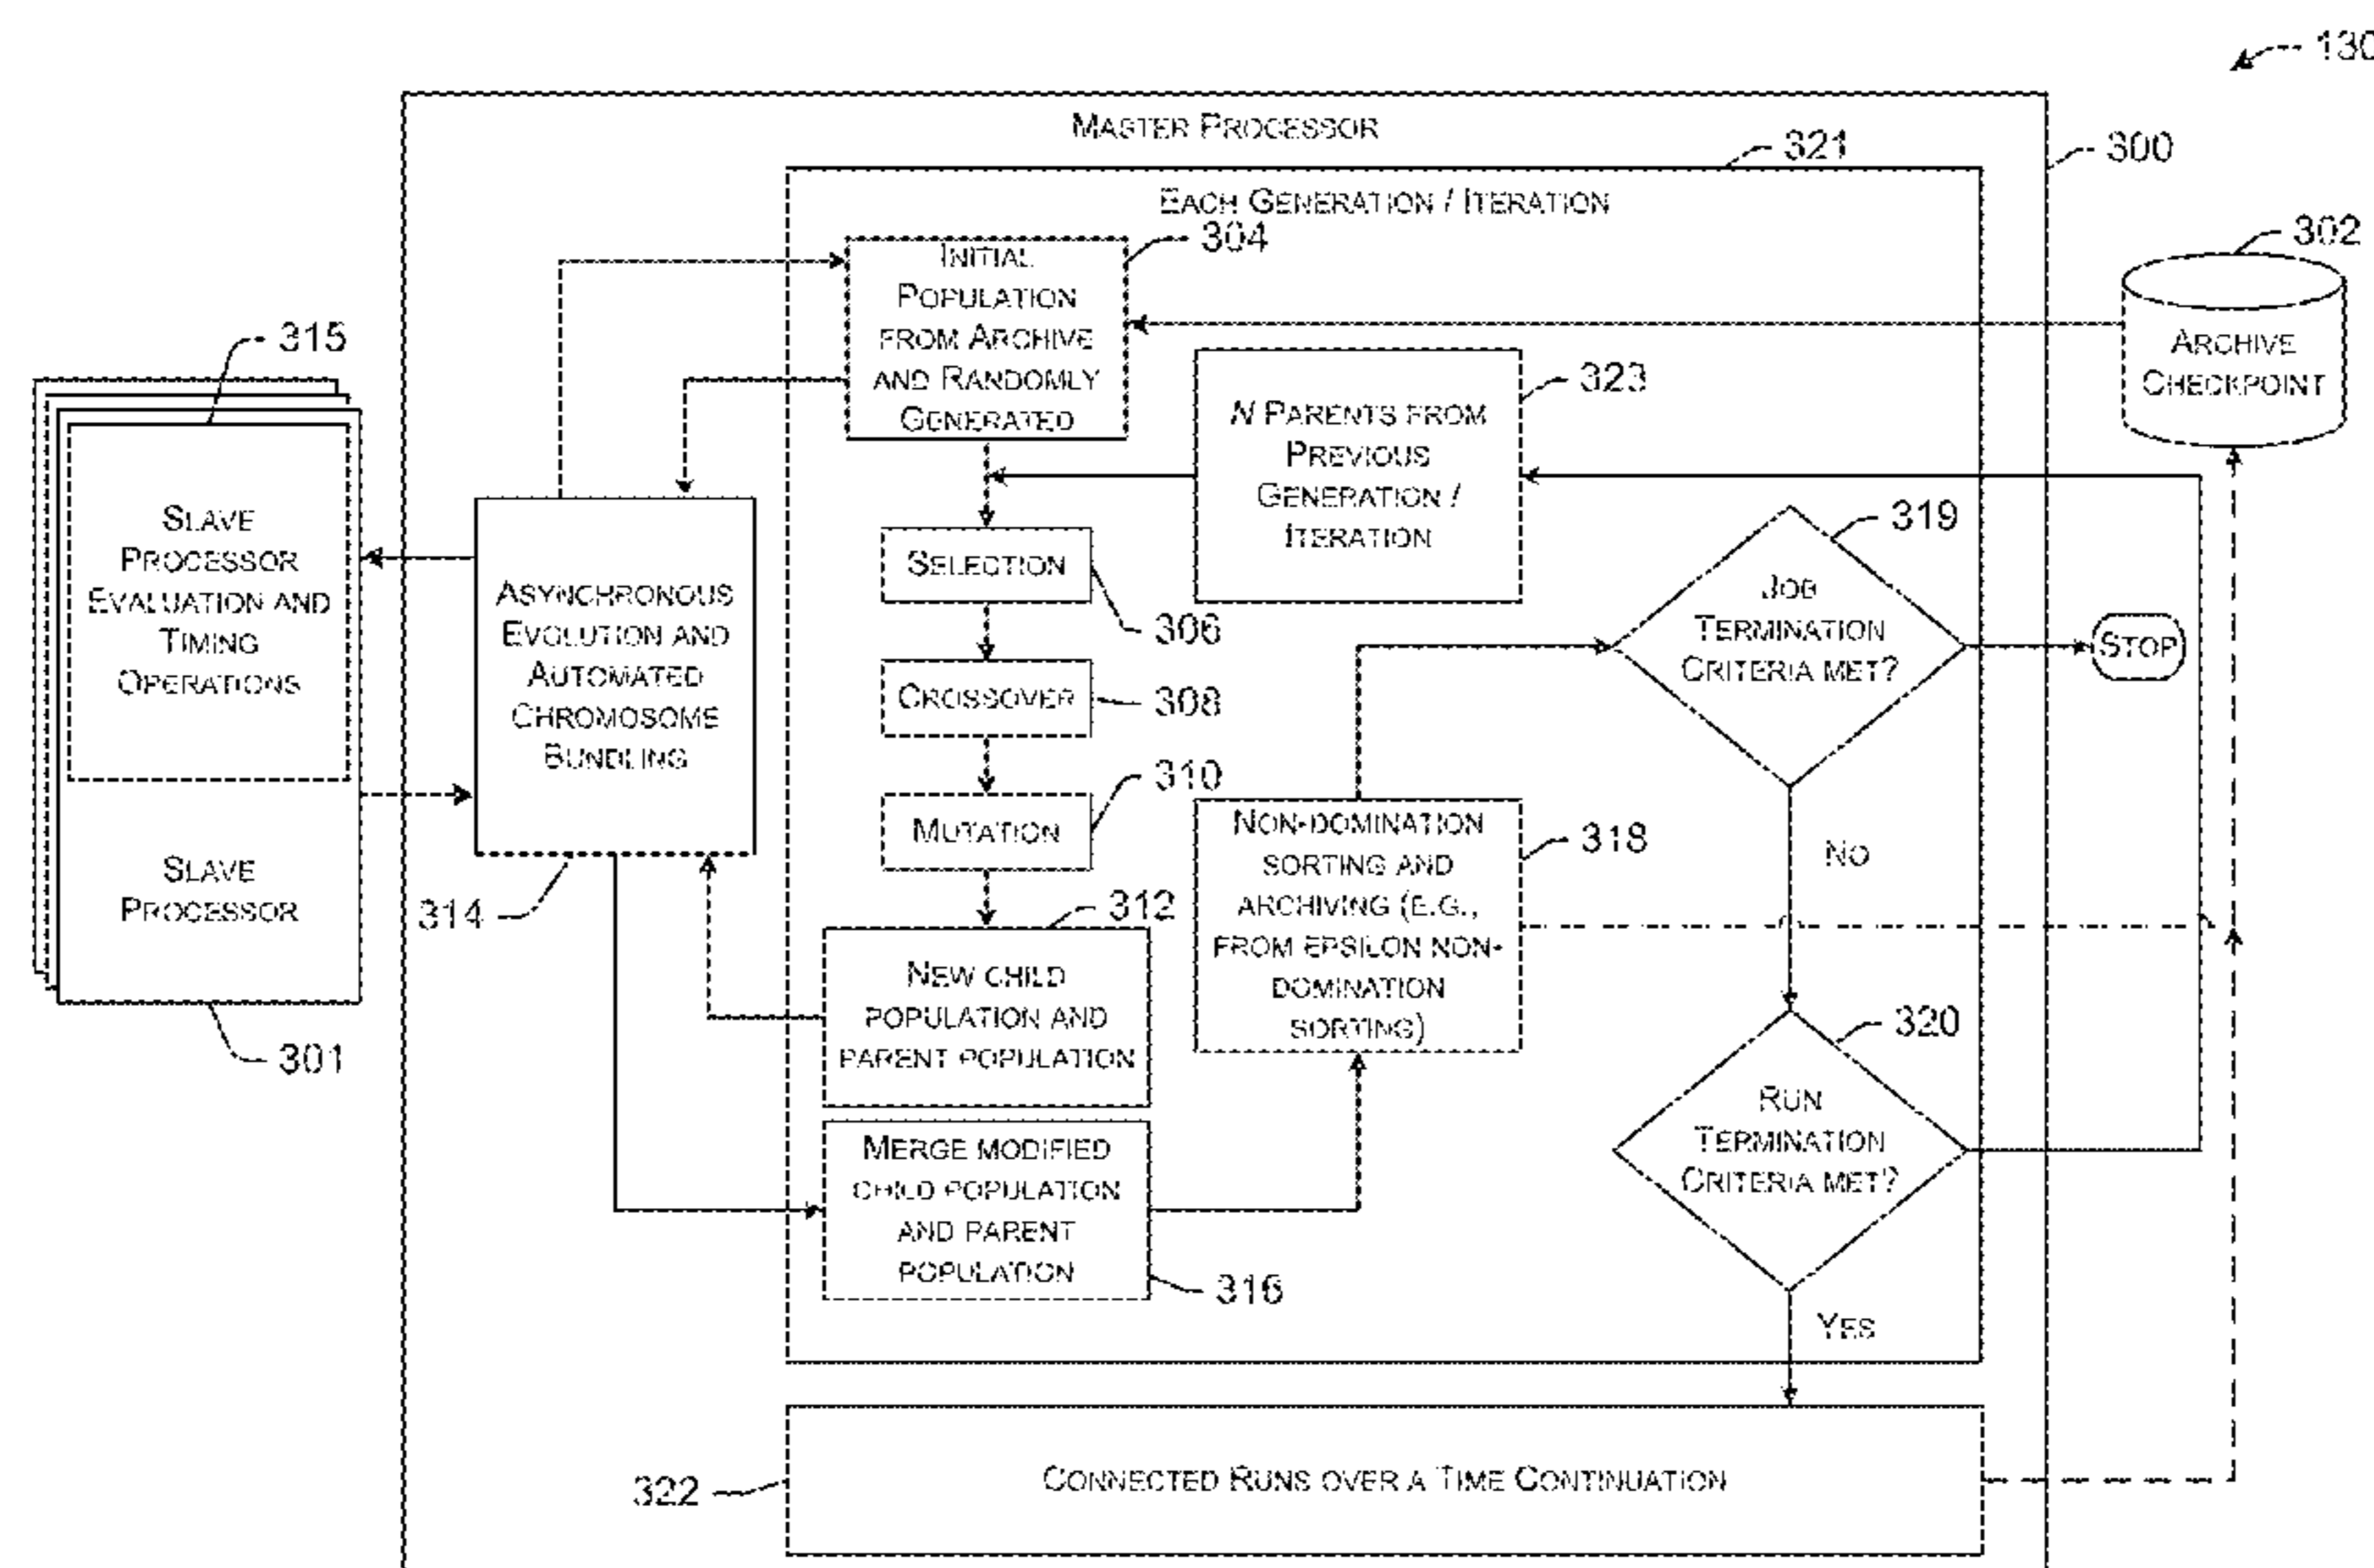 130
MASTER PROCESSOR
300
321
EACH GENERATION / ITERATION
304
302
INITIAL
POPULATION
FROM ARCHIVE
AND RANDOMLY
GENERATED
ARCHIVE
CHECKPOINT
315
323
N PARENTS FROM
PREVIOUS
GENERATION /
ITERATION
SLAVE
PROCESSOR
EVALUATION AND
TIMING
OPERATIONS
SLAVE
PROCESSOR
301
ASYNCHRONOUS
EVOLUTION AND
AUTOMATED
CHROMOSOME
BUNDLING
314
SELECTION
306
CROSSOVER
308
MUTATION
310
312
NEW CHILD
POPULATION AND
PARENT POPULATION
MERGE MODIFIED
CHILD POPULATION
AND PARENT
POPULATION
316
NON-DOMINATION
SORTING AND
ARCHIVING (E.G.,
FROM EPSILON NON-
DOMINATION
SORTING)
318
319
JOB
TERMINATION
CRITERIA MET?
STOP
NO
320
RUN
TERMINATION
CRITERIA MET?
YES
322
CONNECTED RUNS OVER A TIME CONTINUATION